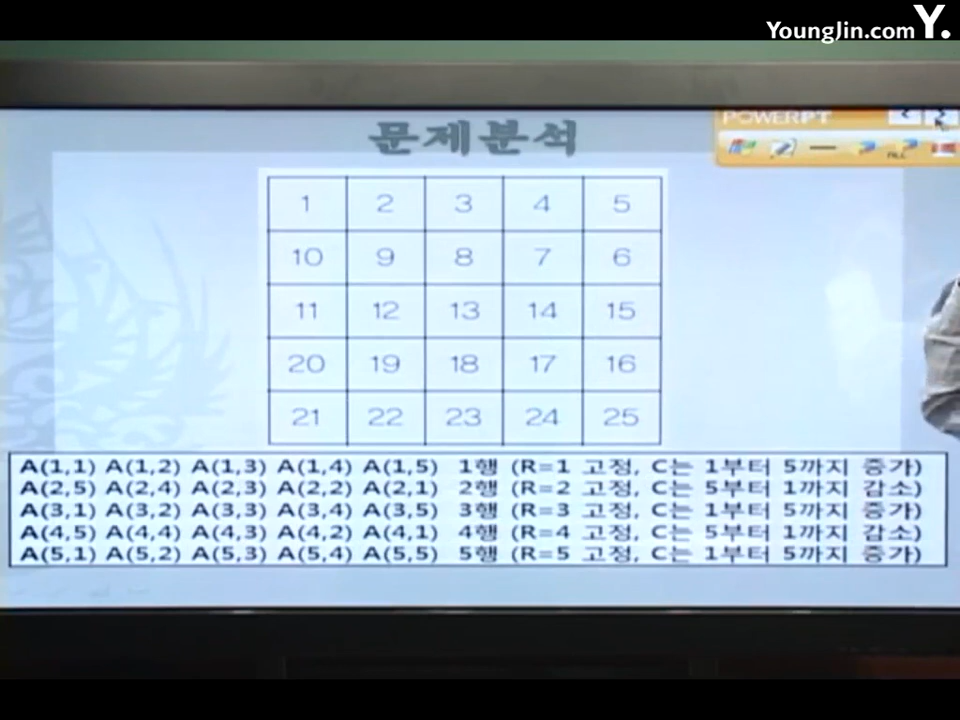 YoungJin.com Y.
POWERPT
문제분석
ALL
1 2 3 4 5
10 9 8 7 6
11 12 13 14 15
20 19 18 17 16
21 22 23 24 25
A(1,1) A(1,2) A(1,3) A(1,4) A(1,5) 1행 (R=1 고정, C는 1부터 5까지 증가)
A(2,5) A(2,4) A(2,3) A(2,2) A(2,1) 2행 (R=2 고정, C는 5부터 1까지 감소)
A(3,1) A(3,2) A(3,3) A(3,4) A(3,5) 3행 (R=3 고정, C는 1부터 5까지 증가)
A(4,5) A(4,4) A(4,3) A(4,2) A(4,1) 4행 (R=4 고정, C는 5부터 1까지 감소)
A(5,1) A(5,2) A(5,3) A(5,4) A(5,5) 5행 (R=5 고정, C는 1부터 5까지 증가)